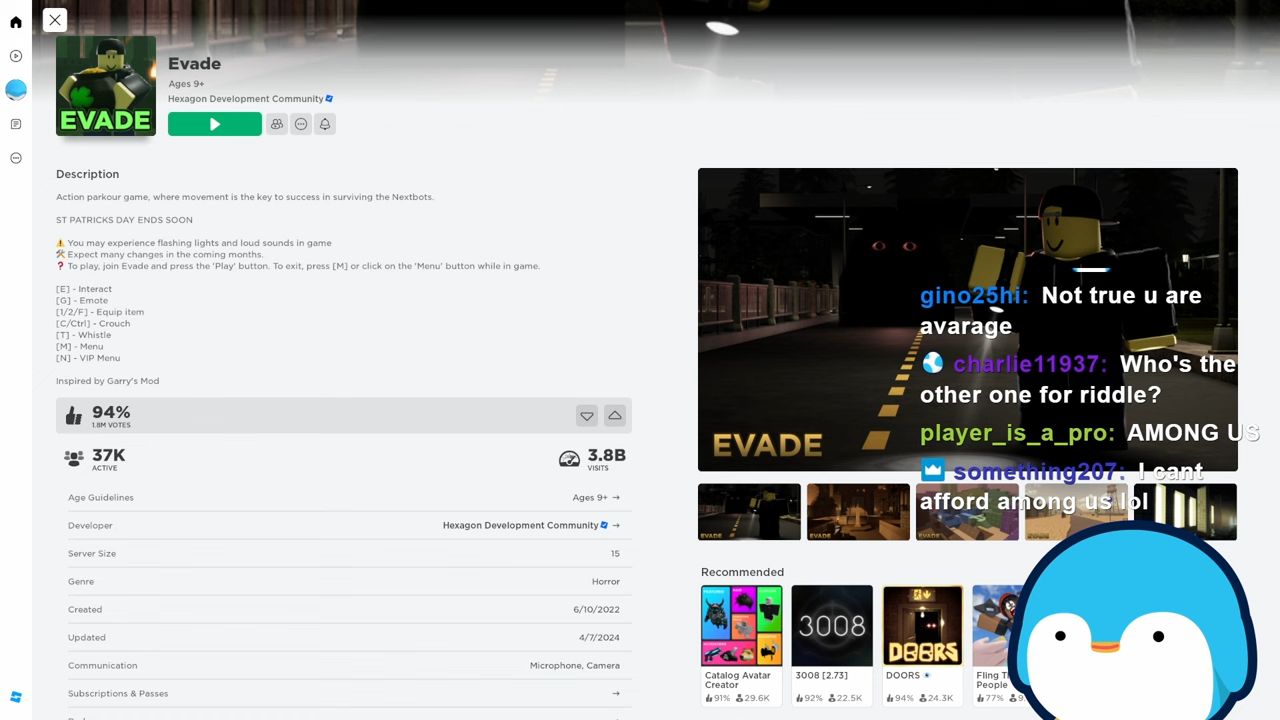 EVADE
Evade
Ages 9+
Hexagon Development Community
Description
Action parkour game, where movement is the key to success in surviving the Nextbots.
ST PATRICKS DAY ENDS SOON
⚠️ You may experience flashing lights and loud sounds in game
🛠️ Expect many changes in the coming months.
❓ To play, join Evade and press the 'Play' button. To exit, press [M] or click on the 'Menu' button while in game.
[E] - Interact
[G] - Emote
[1/2/F] - Equip item
[C/Ctrl] - Crouch
[T] - Whistle
[M] - Menu
[N] - VIP Menu
Inspired by Garry's Mod
94%
1.8M VOTES
37K
ACTIVE
3.8B
VISITS
Age Guidelines
Ages 9+ →
Developer
Hexagon Development Community →
Server Size
15
Genre
Horror
Created
6/10/2022
Updated
4/7/2024
Communication
Microphone, Camera
Subscriptions & Passes
→
EVADE
gino25hi: Not true u are
avarage
charlie11937: Who's the
other one for riddle?
player_is_a_pro: AMONG US
something207: I cant
afford among us lol
EVADE
EVADE
EVADE
Recommended
3008
DOORS
Catalog Avatar
Creator
91% 29.6K
3008 [2.73]
92% 22.5K
DOORS
94% 24.3K
People
77%